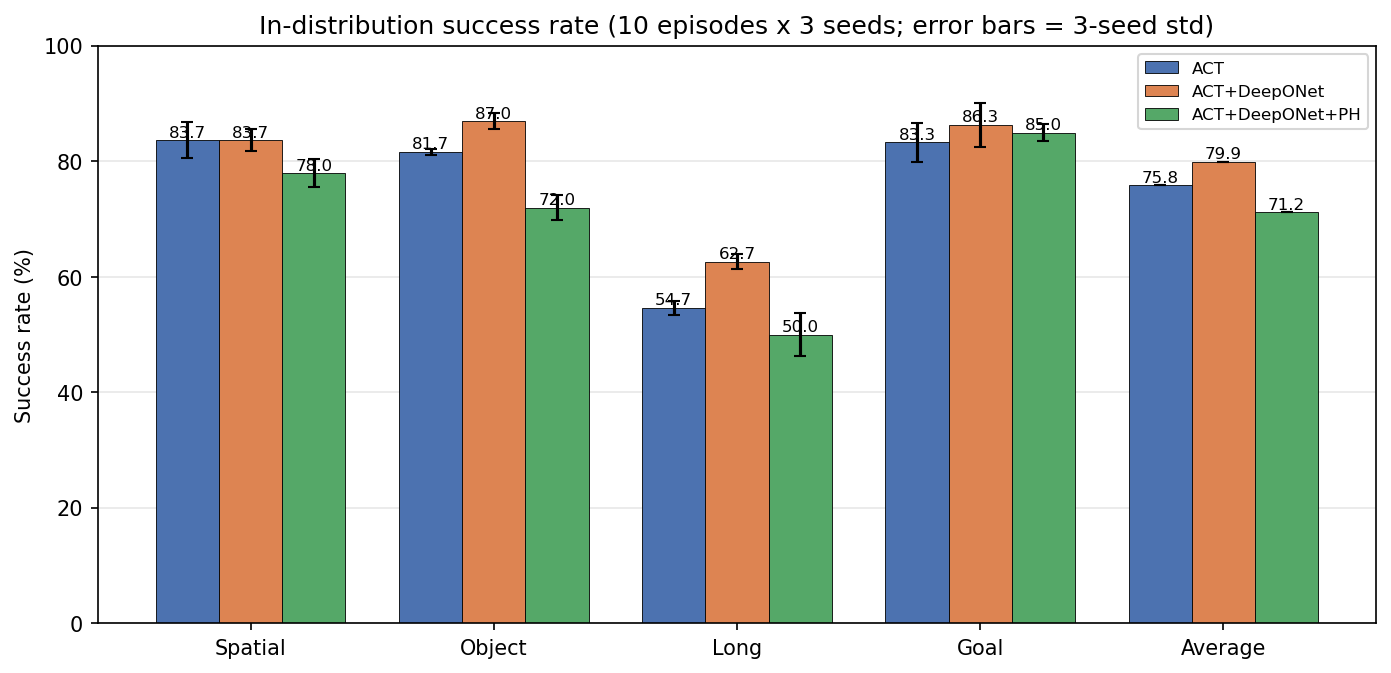 In-distribution success rate (10 episodes x 3 seeds; error bars = 3-seed std)
Success rate (%)
100
80
60
40
20
0
ACT
ACT+DeepONet
ACT+DeepONet+PH
83.7
83.7
78.0
81.7
87.0
72.0
54.7
62.7
50.0
83.3
86.3
85.0
75.8
79.9
71.2
Spatial
Object
Long
Goal
Average